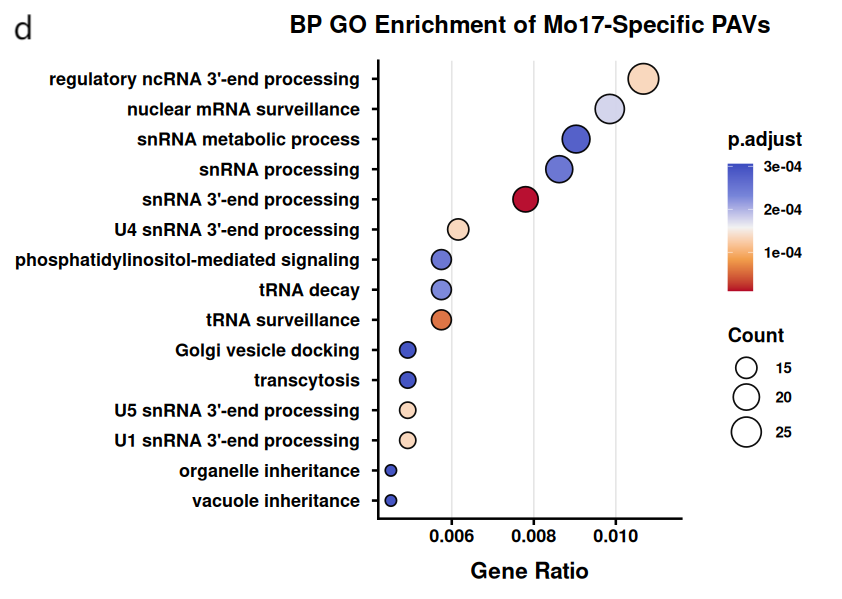 d
BP GO Enrichment of Mo17-Specific PAVs
regulatory ncRNA 3'-end processing
nuclear mRNA surveillance
snRNA metabolic process
snRNA processing
snRNA 3'-end processing
U4 snRNA 3'-end processing
phosphatidylinositol-mediated signaling
tRNA decay
tRNA surveillance
Golgi vesicle docking
transcytosis
U5 snRNA 3'-end processing
U1 snRNA 3'-end processing
organelle inheritance
vacuole inheritance
0.006 0.008 0.010
Gene Ratio
p.adjust
3e-04
2e-04
1e-04
Count
15
20
25